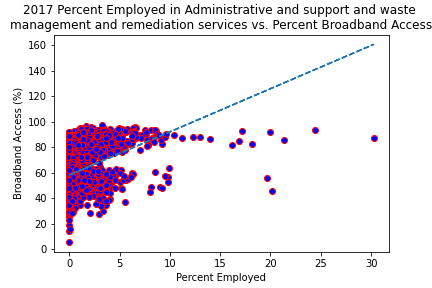 2017 Percent Employed in Administrative and support and waste
management and remediation services vs. Percent Broadband Access
160
140
120
100
80
60
40
20
0
Broadband Access (%)
0 5 10 15 20 25 30
Percent Employed